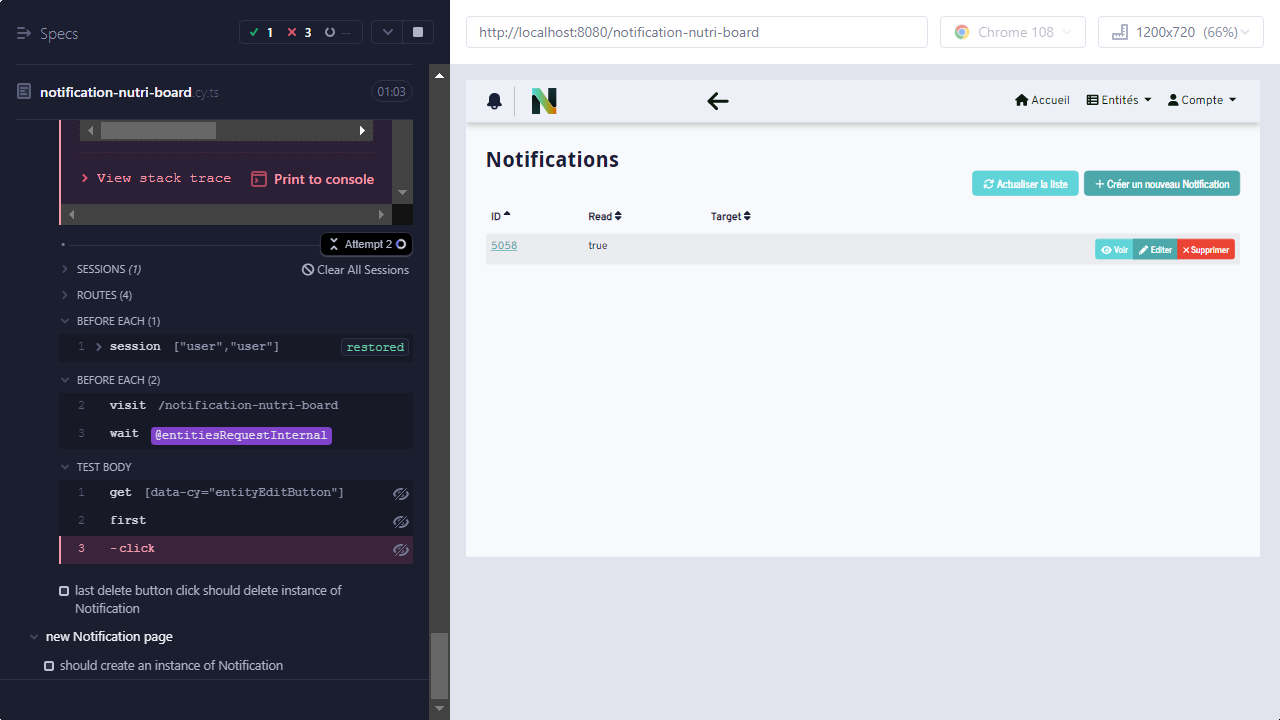 Specs
1
3
--
notification-nutri-board.cy.ts
01:03
View stack trace
Print to console
Attempt 2
SESSIONS (1)
Clear All Sessions
ROUTES (4)
BEFORE EACH (1)
1 session ["user","user"] restored
BEFORE EACH (2)
2 visit /notification-nutri-board
3 wait @entitiesRequestInternal
TEST BODY
1 get [data-cy="entityEditButton"]
2 first
3 -click
last delete button click should delete instance of
Notification
new Notification page
should create an instance of Notification
http://localhost:8080/notification-nutri-board
Chrome 108
1200x720 (66%)
Accueil
Entités
Compte
Notifications
Actualiser la liste
Créer un nouveau Notification
ID Read Target
5058 true
Voir Editer Supprimer